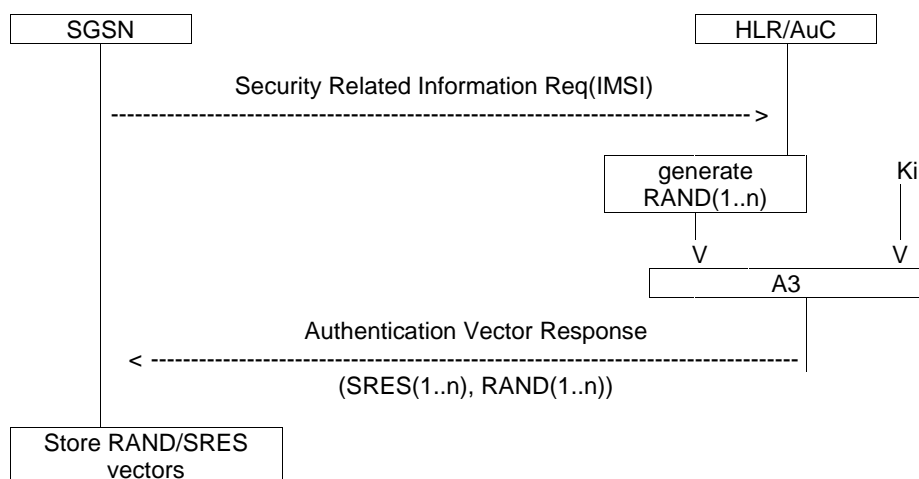 SGSN
HLR/AuC
Security Related Information Req(IMSI)
------------------------------------------------------------------------------- >
generate
RAND(1..n)
Ki
V
V
A3
Authentication Vector Response
< --------------------------------------------------------------------------------
(SRES(1..n), RAND(1..n))
Store RAND/SRES
vectors